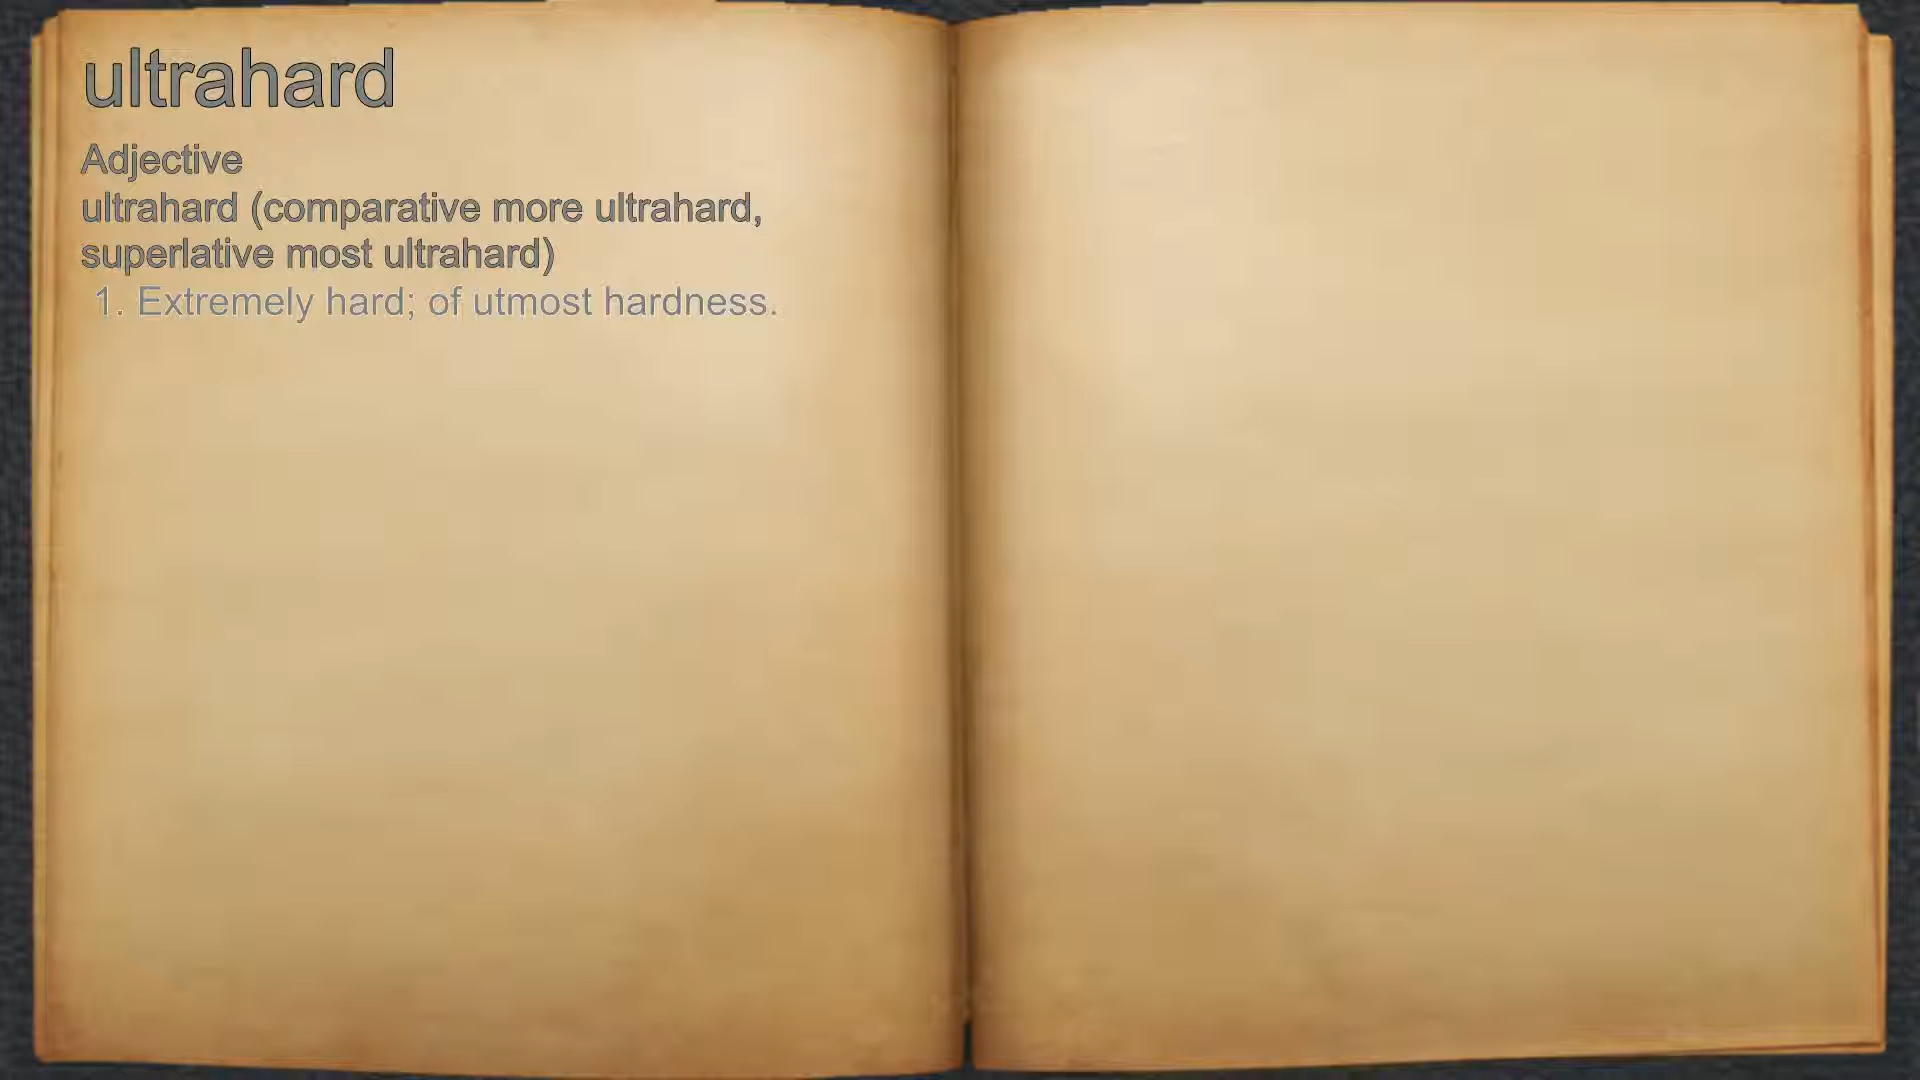 ultrahard
Adjective
ultrahard (comparative more ultrahard,
superlative most ultrahard)
1. Extremely hard; of utmost hardness.